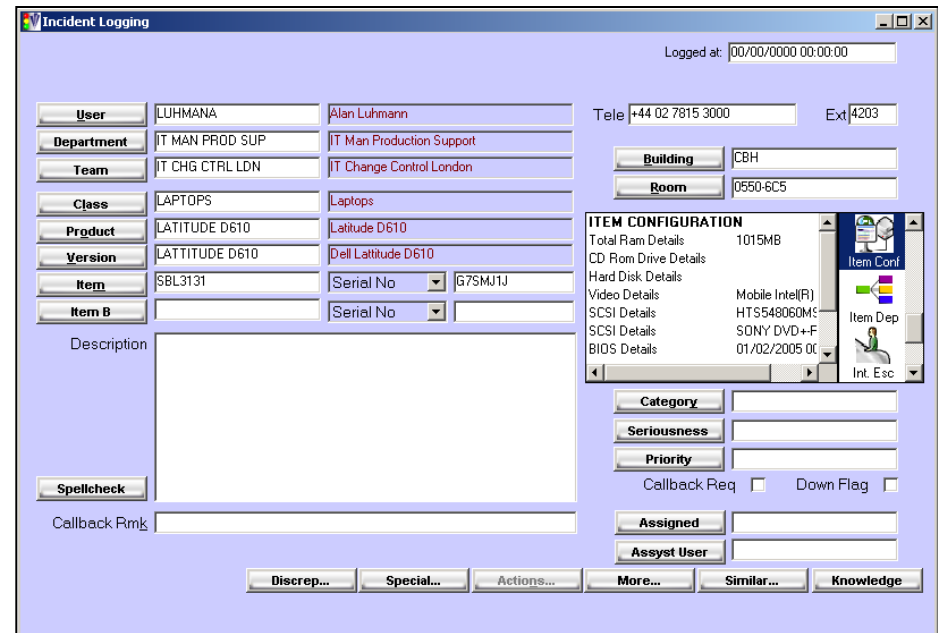 Incident Logging
Logged at: 00/00/0000 00:00:00
User LUHMANA Alan Luhmann Tele +44 02 7815 3000 Ext 4203
Department IT MAN PROD SUP IT Man Production Support
Team IT CHG CTRL LDN IT Change Control London
Building CBH
Room 0550-6C5
Class LAPTOPS Laptops
Product LATITUDE D610 Latitude D610
Version LATTITUDE D610 Dell Lattitude D610
Item SBL3131 Serial No G7SMJ1J
Item B Serial No
ITEM CONFIGURATION
Total Ram Details 1015MB
CD Rom Drive Details
Hard Disk Details
Video Details Mobile Intel(R)
SCSI Details HTS548060MS
SCSI Details SONY DVD+-F
BIOS Details 01/02/2005 00
Item Conf
Item Dep
Int. Esc
Description
Category
Seriousness
Priority
Spellcheck
Callback Req Down Flag
Callback Rmk
Assigned
Assyst User
Discrep... Special... Actions... More... Similar... Knowledge